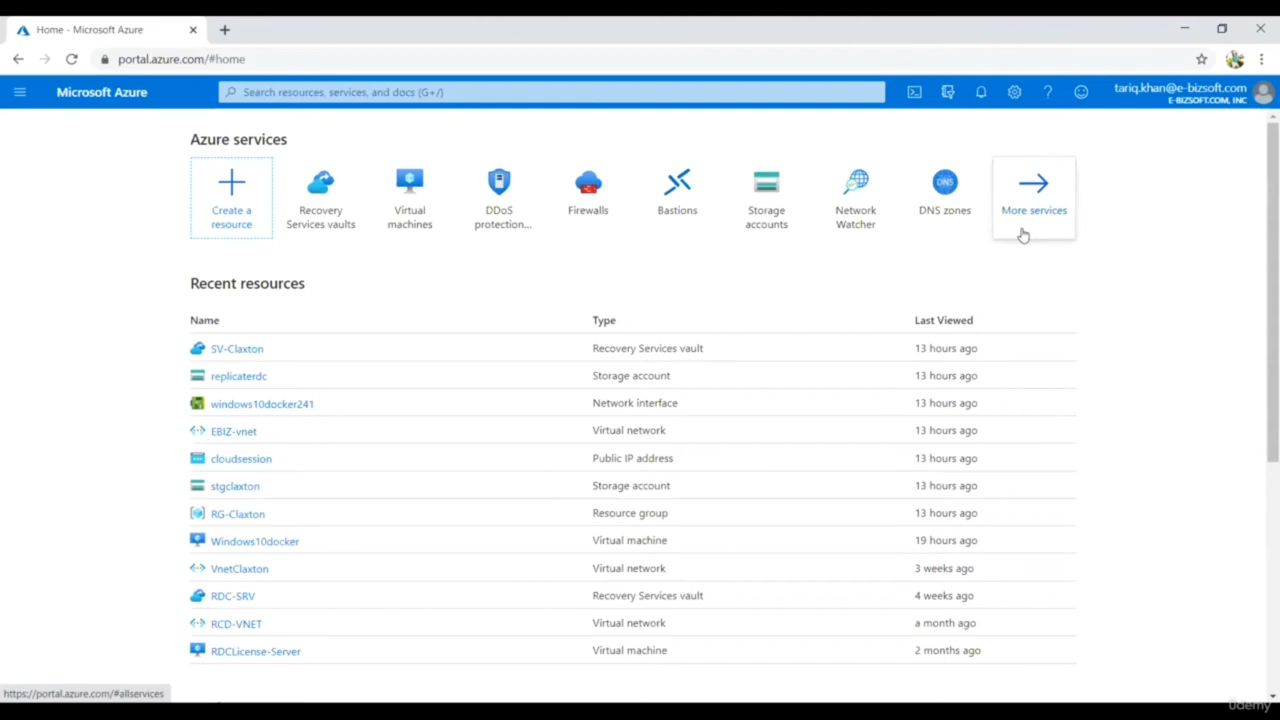 Home - Microsoft Azure
portal.azure.com/#home
Microsoft Azure
Search resources, services, and docs (G+/)
tariq.khan@e-bizsoft.com
E-BIZSOFT.COM, INC
Azure services
Create a resource
Recovery Services vaults
Virtual machines
DDoS protection...
Firewalls
Bastions
Storage accounts
Network Watcher
DNS
DNS zones
More services
Recent resources
Name Type Last Viewed
SV-Claxton Recovery Services vault 13 hours ago
replicaterdc Storage account 13 hours ago
windows10docker241 Network interface 13 hours ago
EBIZ-vnet Virtual network 13 hours ago
cloudsession Public IP address 13 hours ago
stgclaxton Storage account 13 hours ago
RG-Claxton Resource group 13 hours ago
Windows10docker Virtual machine 19 hours ago
VnetClaxton Virtual network 3 weeks ago
RDC-SRV Recovery Services vault 4 weeks ago
RCD-VNET Virtual network a month ago
RDCLicense-Server Virtual machine 2 months ago
https://portal.azure.com/#allservices
ûdemy